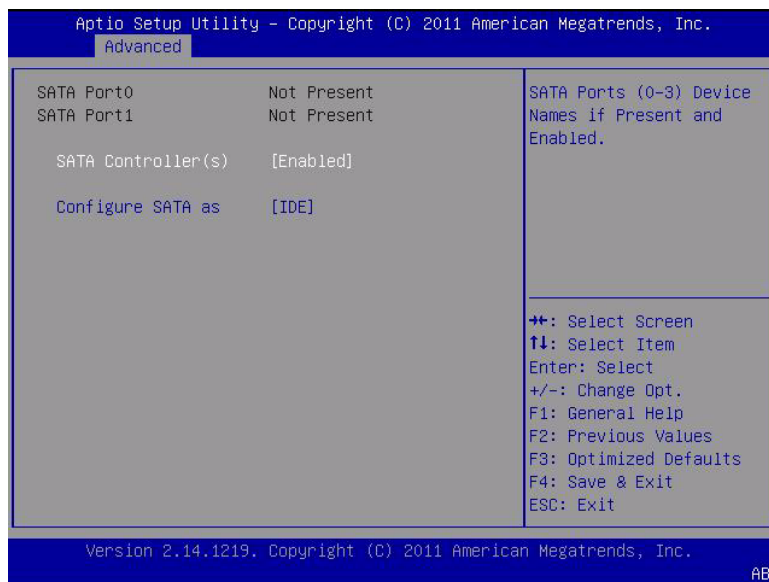 Aptio Setup Utility – Copyright (C) 2011 American Megatrends, Inc.
Advanced
SATA Port0 Not Present
SATA Port1 Not Present
SATA Controller(s) [Enabled]
Configure SATA as [IDE]
SATA Ports (0-3) Device
Names if Present and
Enabled.
→←: Select Screen
↑↓: Select Item
Enter: Select
+/-: Change Opt.
F1: General Help
F2: Previous Values
F3: Optimized Defaults
F4: Save & Exit
ESC: Exit
Version 2.14.1219. Copyright (C) 2011 American Megatrends, Inc.
AB